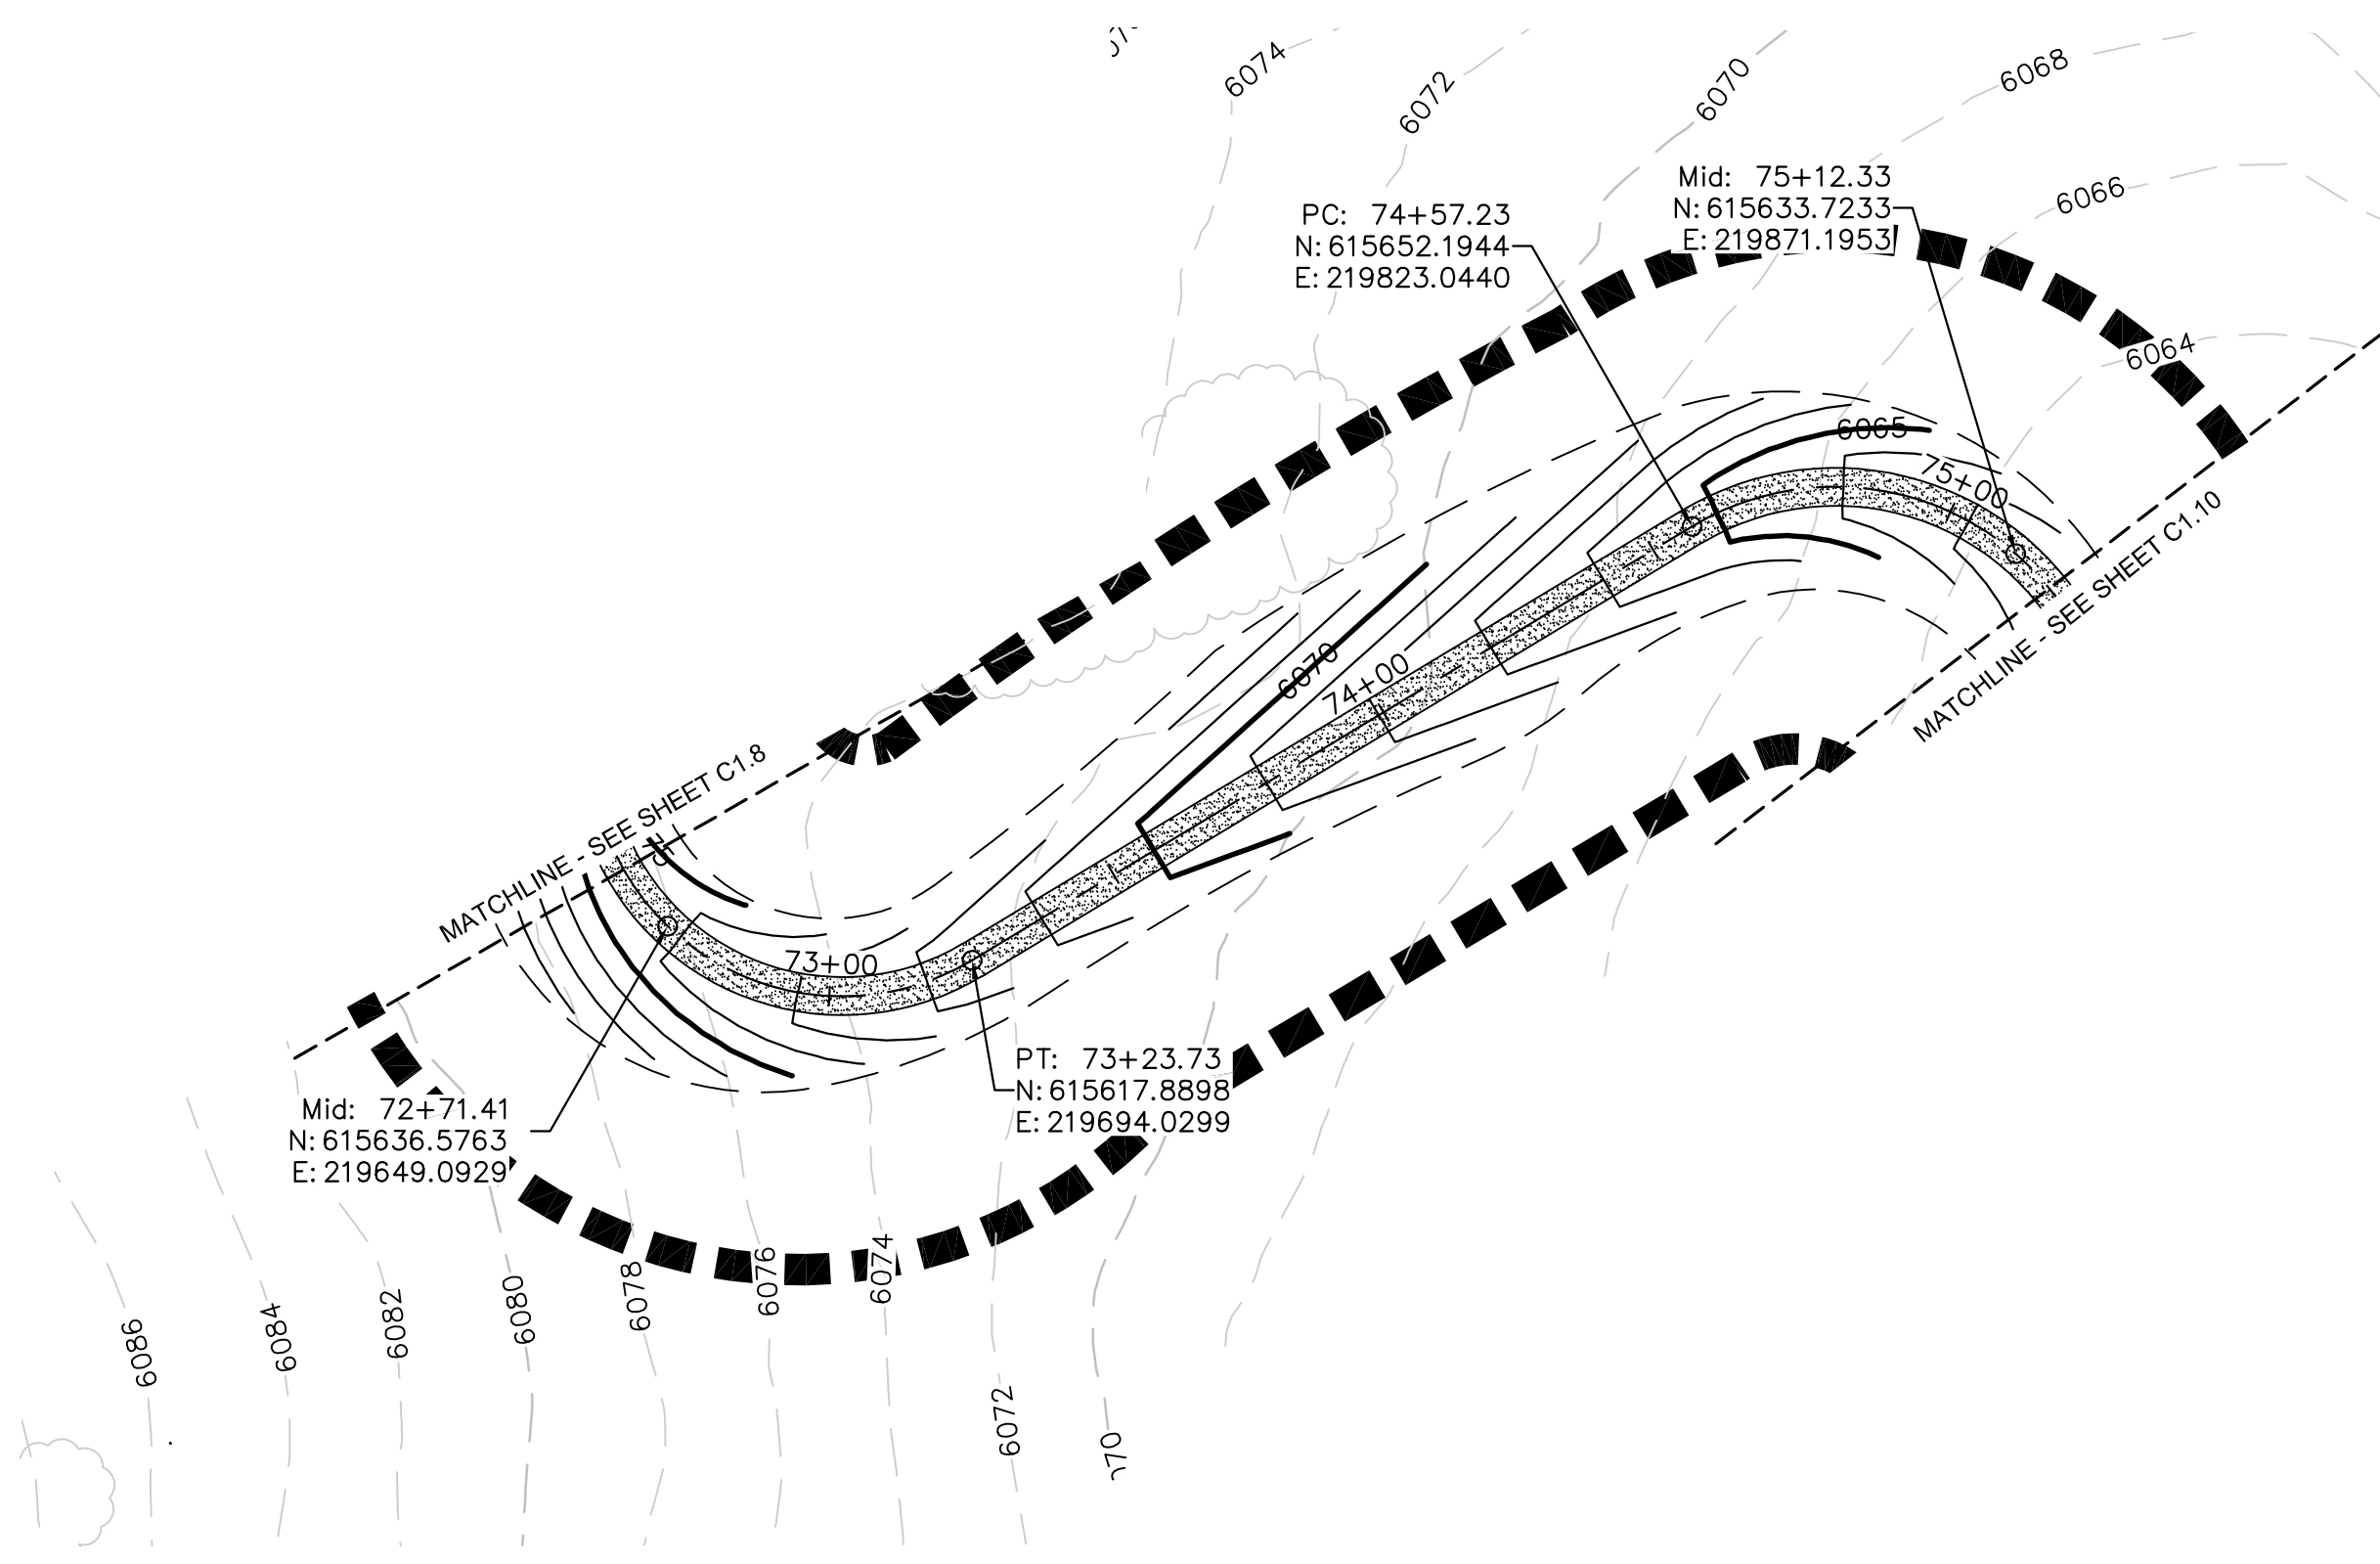 6074
6072
6070
6068
6066
6064
Mid: 75+12.33
N: 615633.7233
E: 219871.1953
PC: 74+57.23
N: 615652.1944
E: 219823.0440
6065
75+00
MATCHLINE - SEE SHEET C1.10
6070
74+00
MATCHLINE - SEE SHEET C1.8
73+00
PT: 73+23.73
N: 615617.8898
E: 219694.0299
Mid: 72+71.41
N: 615636.5763
E: 219649.0929
6086
6084
6082
6080
6078
6076
6074
6072